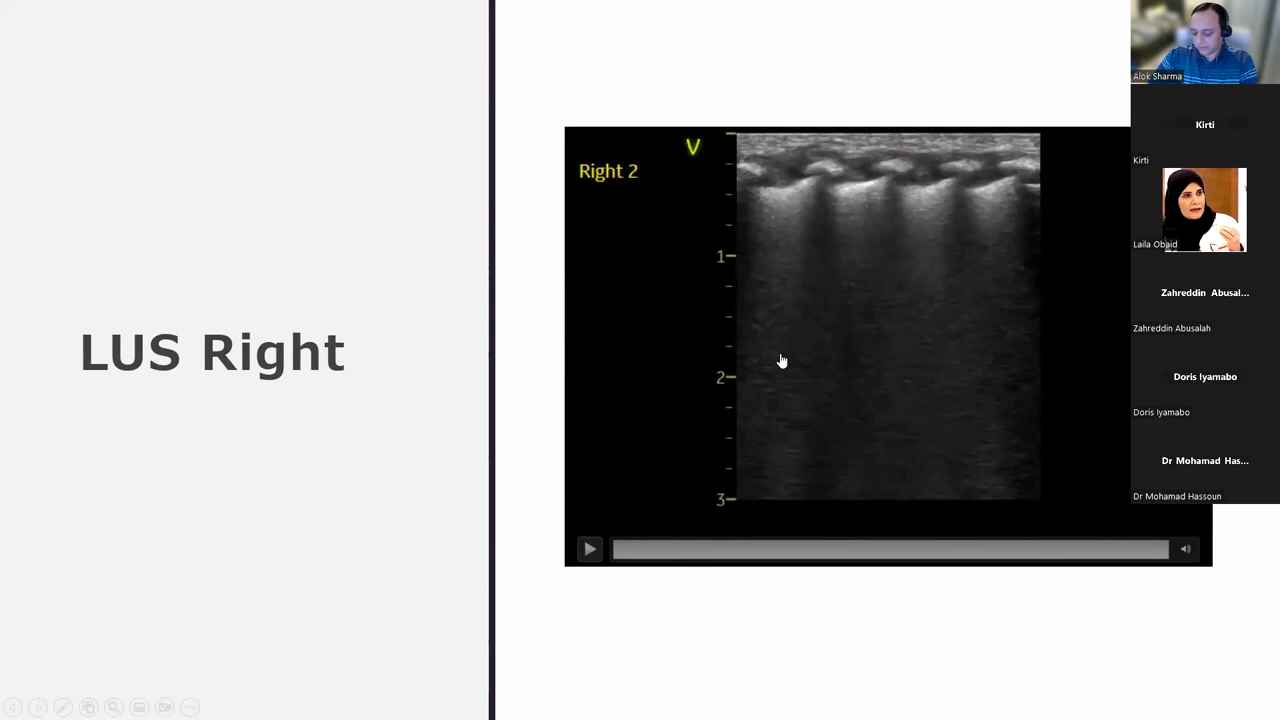 LUS Right
V
Right 2
1
2
3
Alok Sharma
Kirti
Kirti
Laila Obaid
Zahreddin Abusal...
Zahreddin Abusalah
Doris Iyamabo
Doris Iyamabo
Dr Mohamad Has...
Dr Mohamad Hassoun